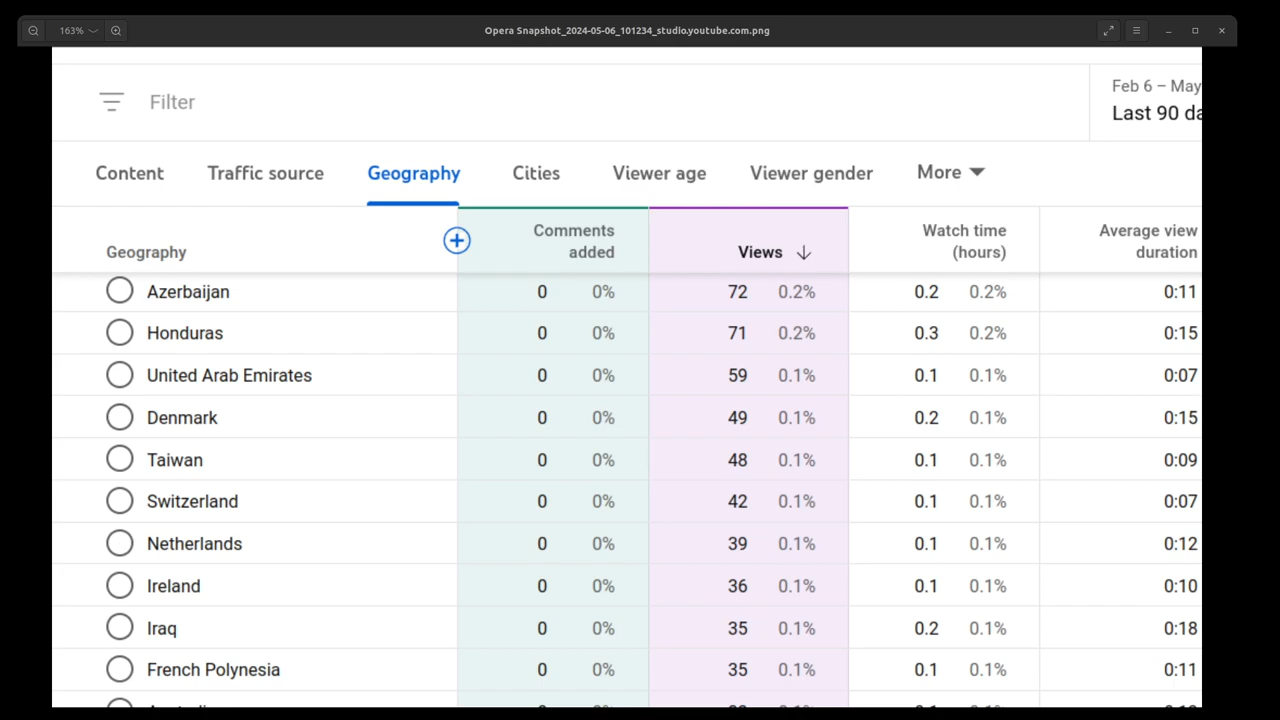 163%
Opera Snapshot_2024-05-06_101234_studio.youtube.com.png
Filter
Feb 6 – May
Last 90
Content Traffic source Geography Cities Viewer age Viewer gender More
Geography Comments added Views Watch time (hours) Average view duration
Azerbaijan 0 0% 72 0.2% 0.2 0.2% 0:11
Honduras 0 0% 71 0.2% 0.3 0.2% 0:15
United Arab Emirates 0 0% 59 0.1% 0.1 0.1% 0:07
Denmark 0 0% 49 0.1% 0.2 0.1% 0:15
Taiwan 0 0% 48 0.1% 0.1 0.1% 0:09
Switzerland 0 0% 42 0.1% 0.1 0.1% 0:07
Netherlands 0 0% 39 0.1% 0.1 0.1% 0:12
Ireland 0 0% 36 0.1% 0.1 0.1% 0:10
Iraq 0 0% 35 0.1% 0.2 0.1% 0:18
French Polynesia 0 0% 35 0.1% 0.1 0.1% 0:11